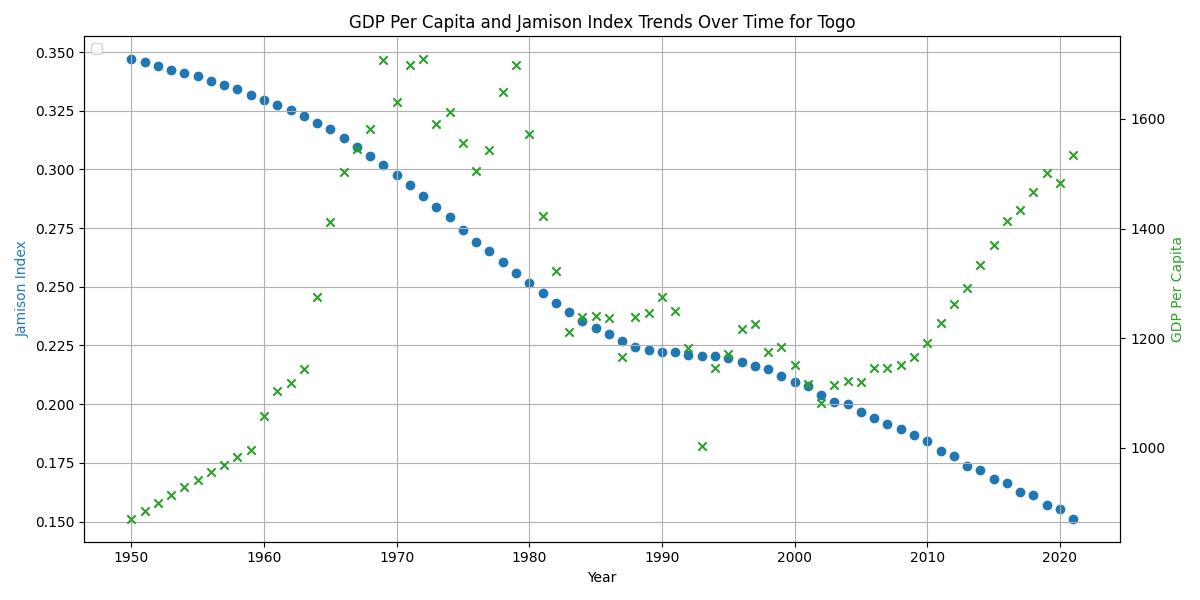 GDP Per Capita and Jamison Index Trends Over Time for Togo
0.350
0.325
0.300
0.275
0.250
0.225
0.200
0.175
0.150
Jamison Index
1600
1400
1200
1000
GDP Per Capita
1950 1960 1970 1980 1990 2000 2010 2020
Year